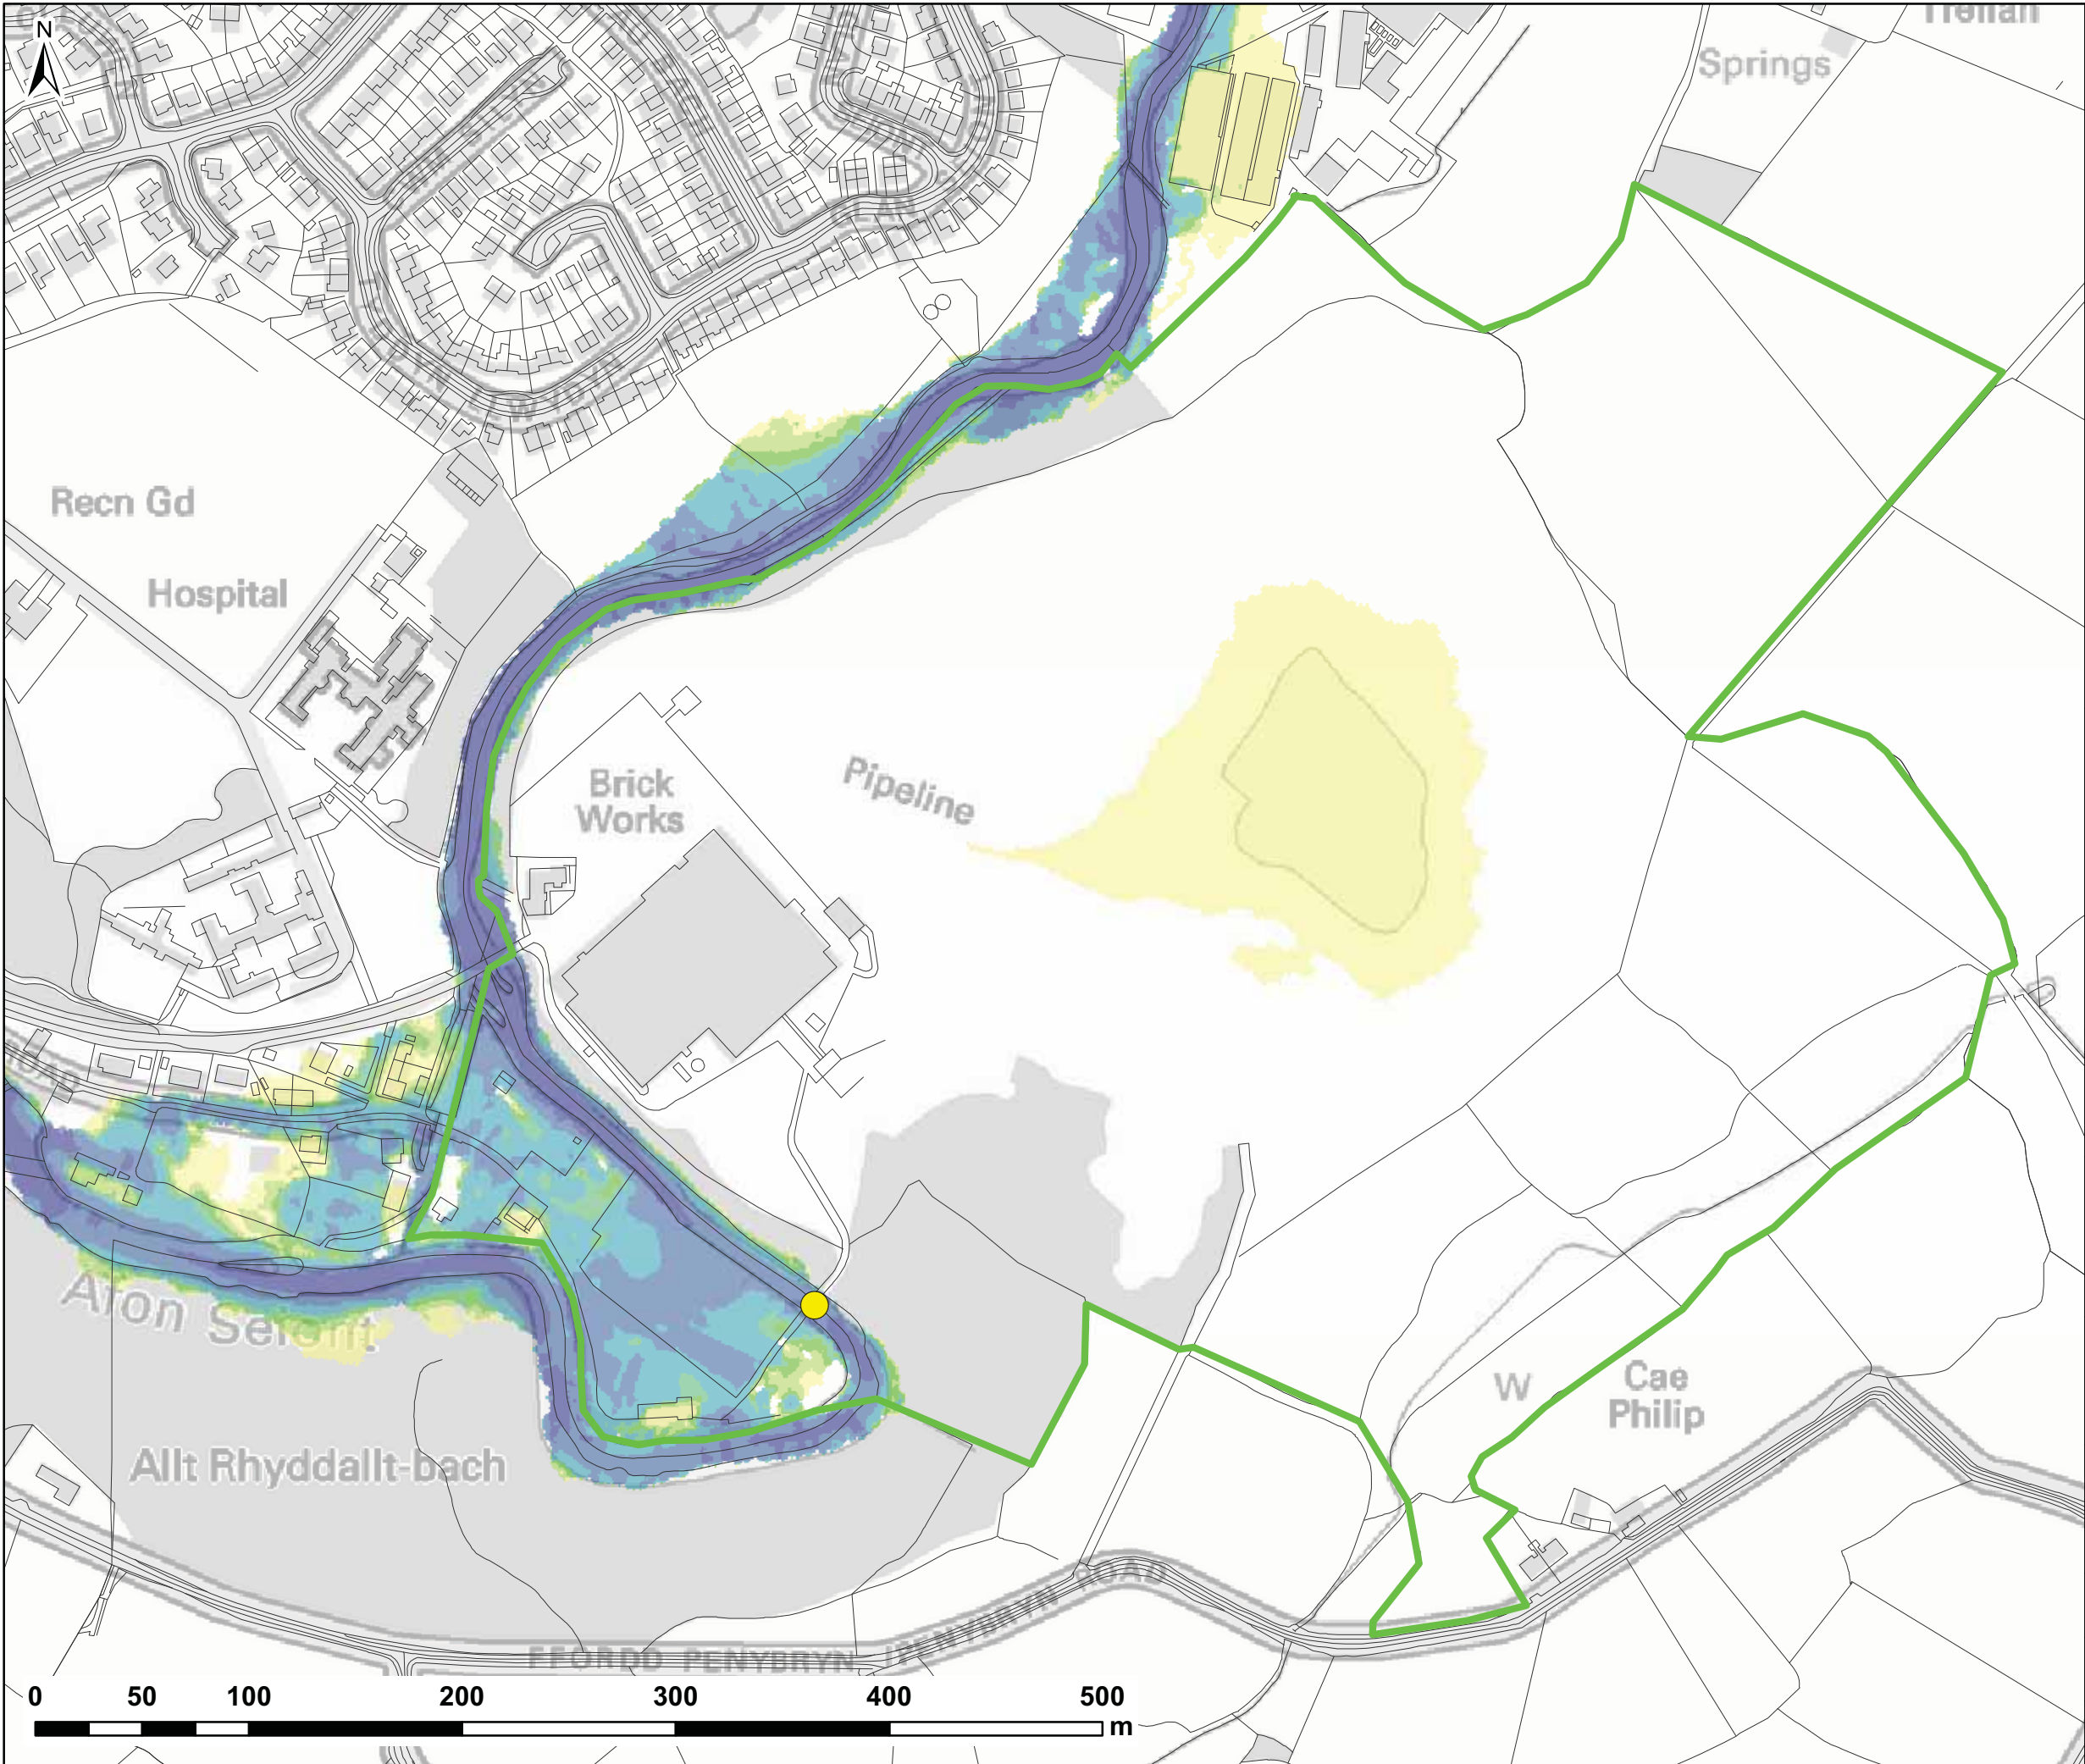 N
Springs
Recn Gd
Hospital
Brick
Works
Pipeline
Afon Seiont
Allt Rhyddallt-bach
W
Cae
Philip
FFORDD PENYBRYN
PENYBRYN ROAD
0 50 100 200 300 400 500
m